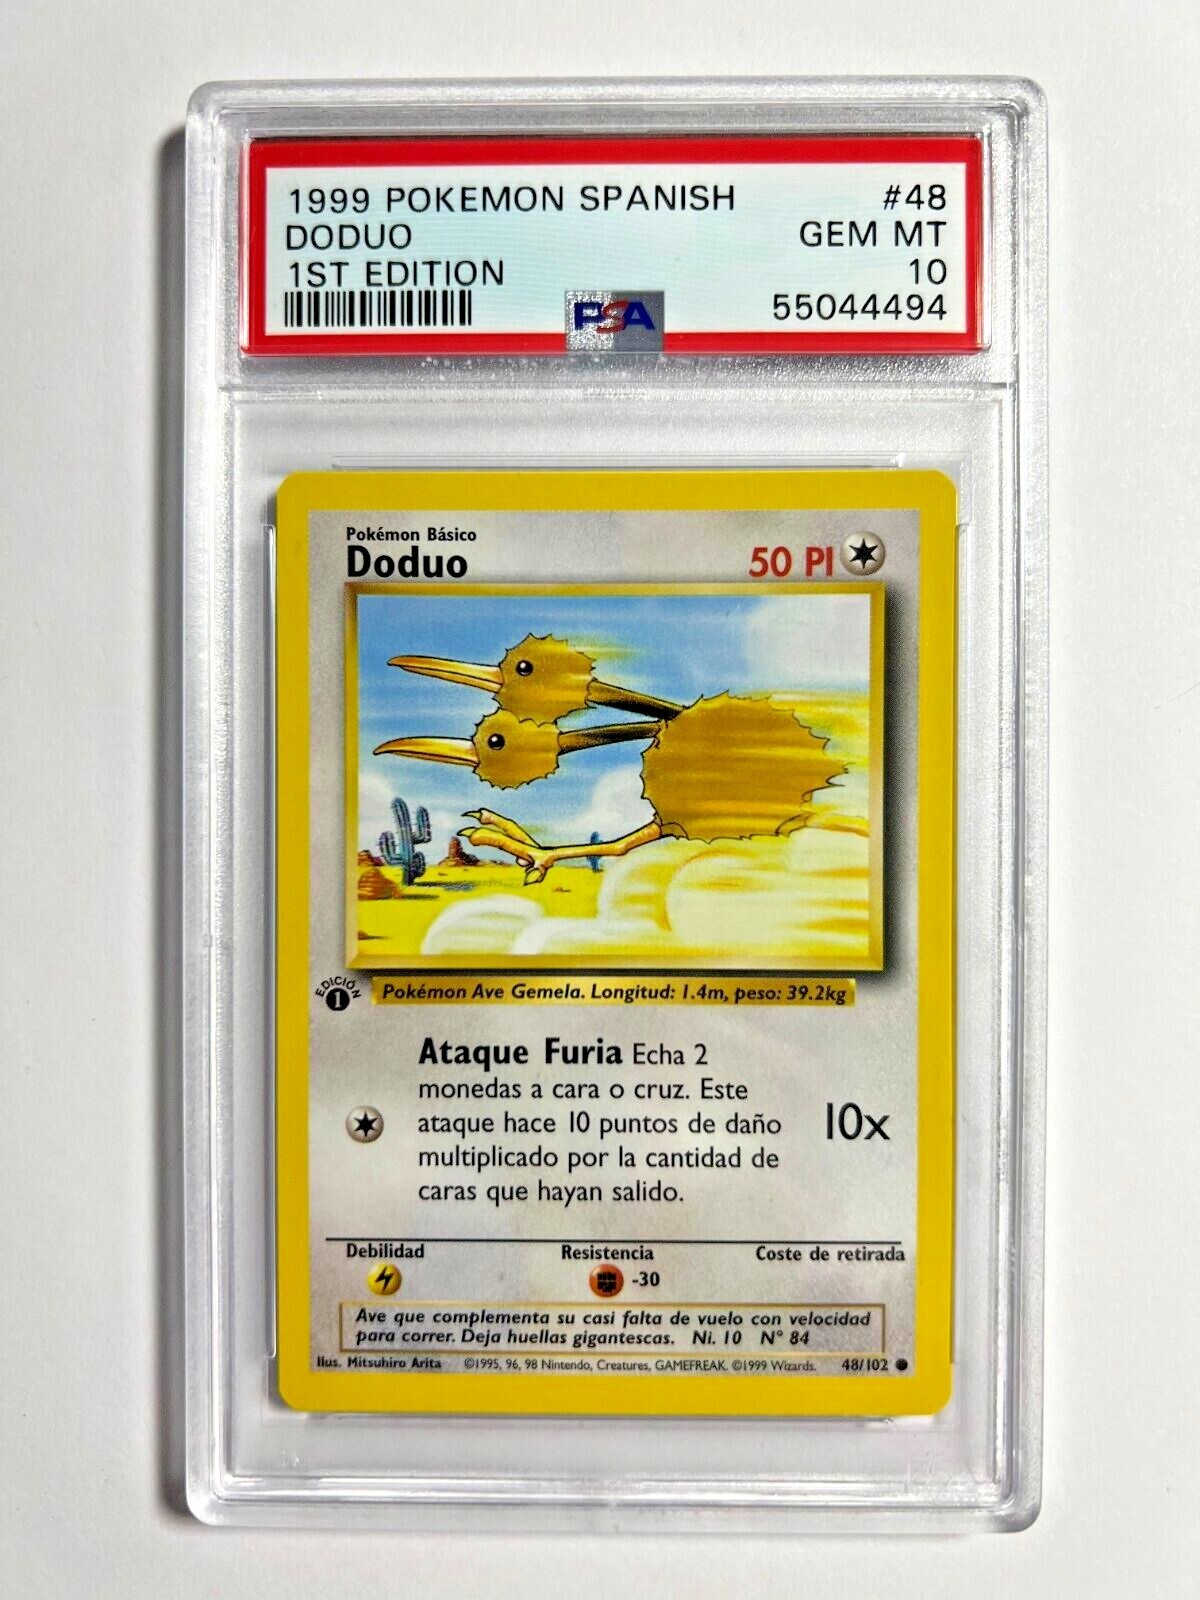 1999 POKEMON SPANISH #48
DODUO GEM MT
1ST EDITION 10
PSA 55044494
Pokémon Básico
Doduo 50 PI
EDICIÓN 1
Pokémon Ave Gemela. Longitud: 1.4m, peso: 39.2kg
Ataque Furia Echa 2
monedas a cara o cruz. Este
ataque hace 10 puntos de daño 10x
multiplicado por la cantidad de
caras que hayan salido.
Debilidad Resistencia Coste de retirada
-30
Ave que complementa su casi falta de vuelo con velocidad
para correr. Deja huellas gigantescas. Ni. 10 N° 84
Ilus. Mitsuhiro Arita ©1995, 96, 98 Nintendo, Creatures, GAMEFREAK. ©1999 Wizards. 48/102